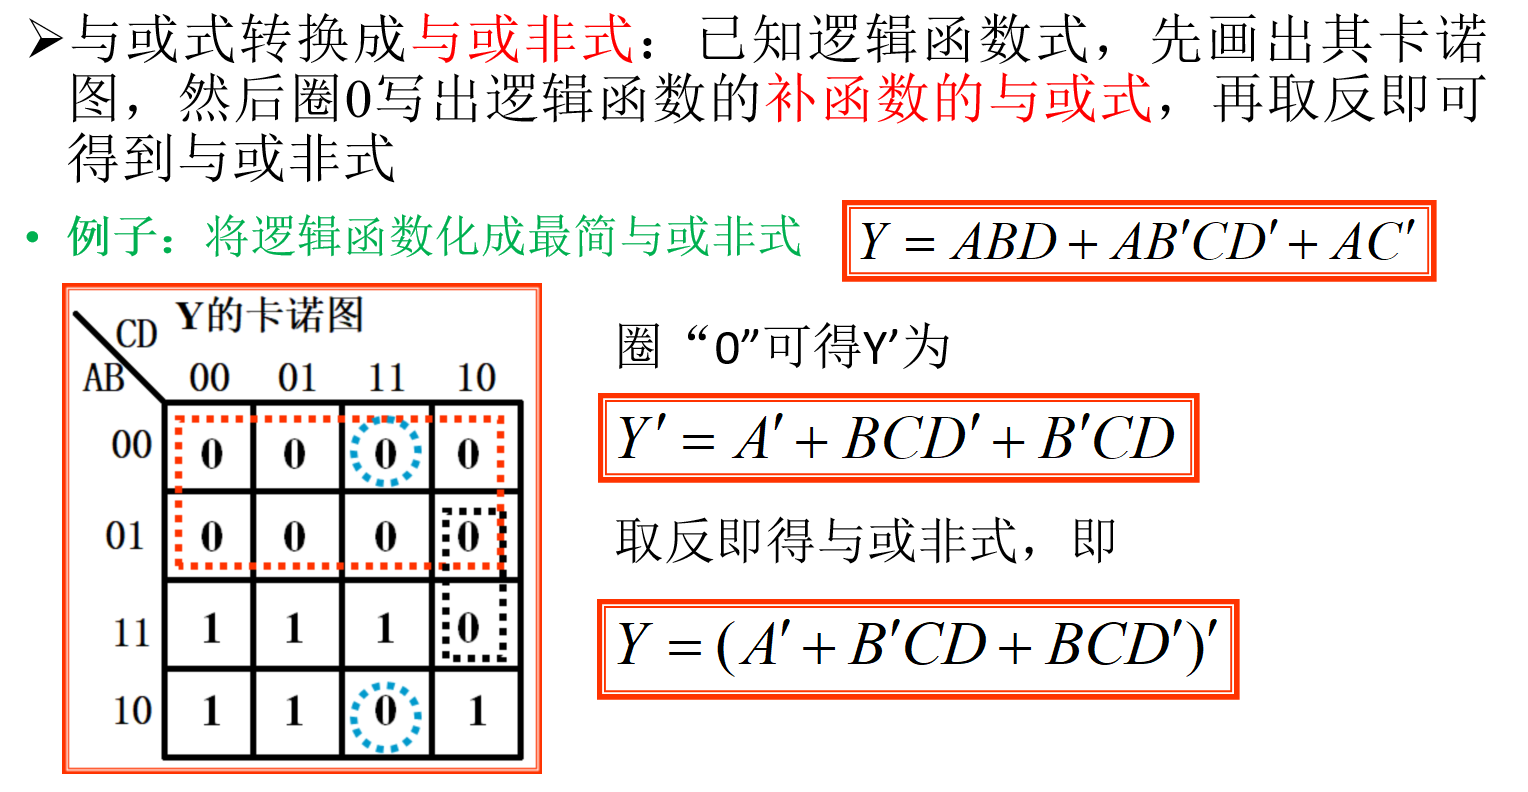 ➢与或式转换成与或非式：已知逻辑函数式，先画出其卡诺
图，然后圈0写出逻辑函数的补函数的与或式，再取反即可
得到与或非式
• 例子：将逻辑函数化成最简与或非式
Y = ABD + AB′CD′ + AC′
Y的卡诺图
CD
AB 00 01 11 10
00 0 0 0 0
01 0 0 0 0
11 1 1 1 0
10 1 1 0 1
圈“0”可得Y’为
Y′ = A′ + BCD′ + B′CD
取反即得与或非式，即
Y = (A′ + B′CD + BCD′)′